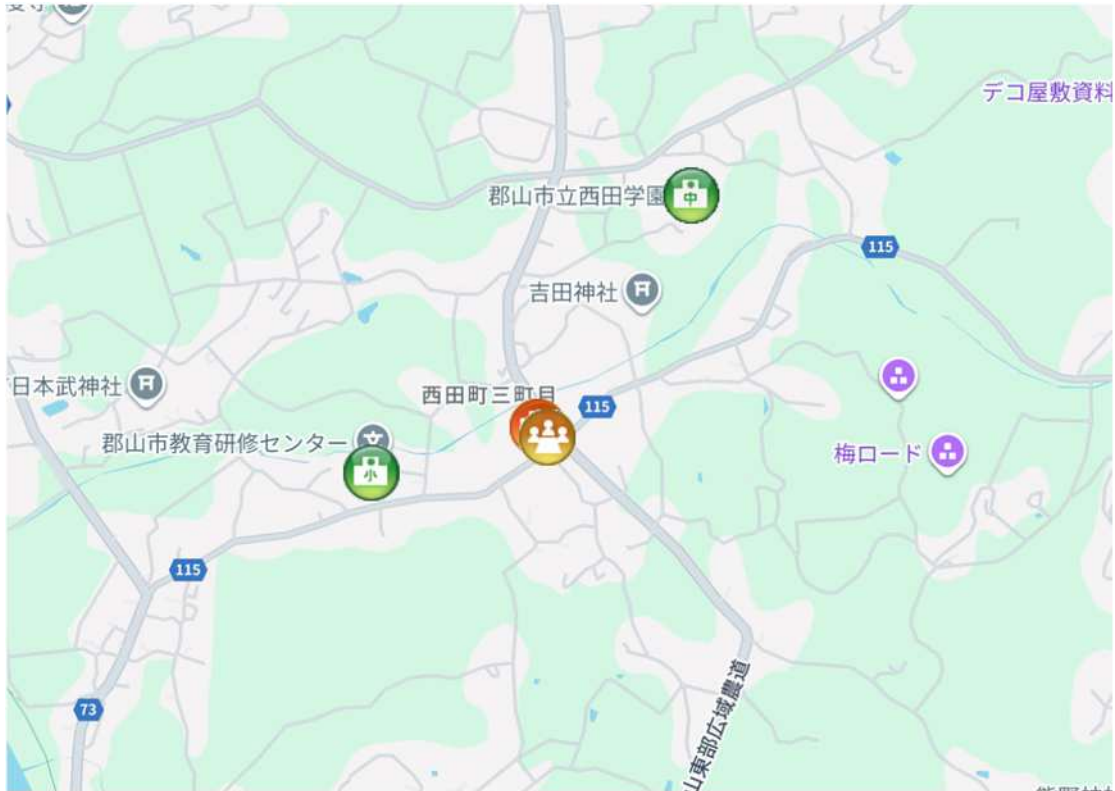 デコ屋敷資料
中
郡山市立西田学園
115
吉田神社
日本武神社
西田町三町目
115
郡山市教育研修センター
文
小
梅ロード
115
73
山東部広域農道